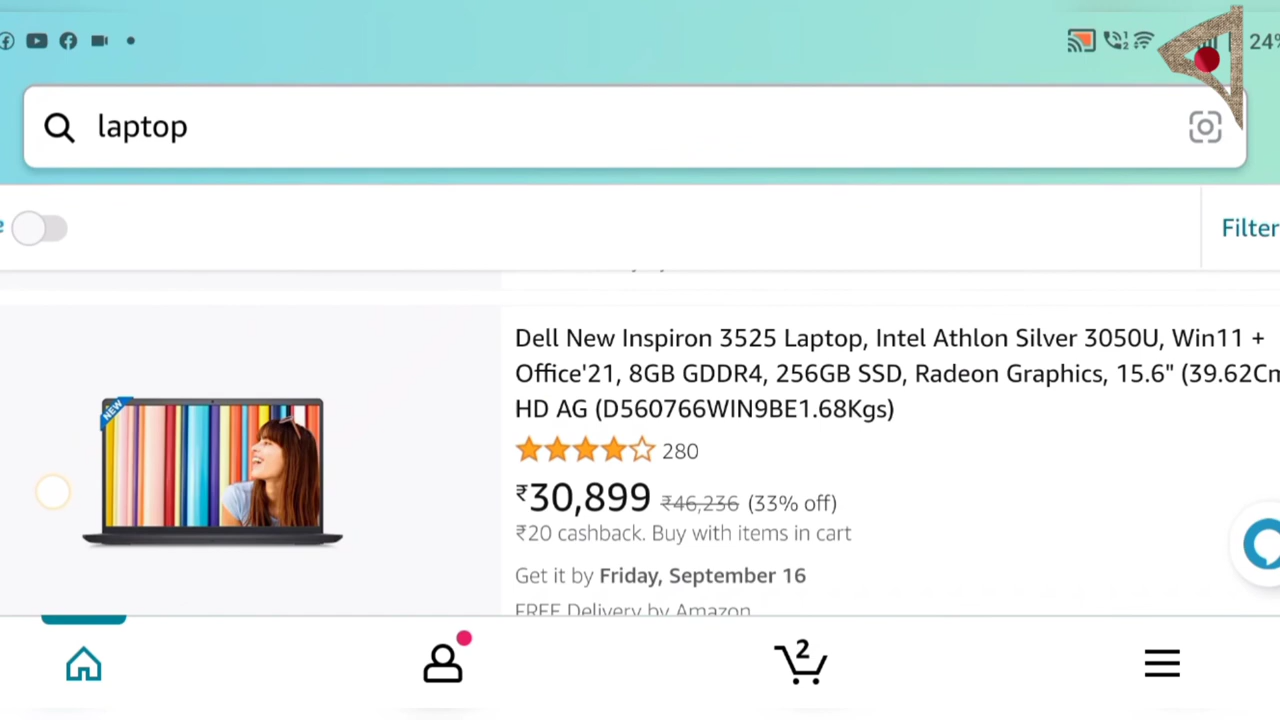 24%
laptop
Filter
Dell New Inspiron 3525 Laptop, Intel Athlon Silver 3050U, Win11 +
Office'21, 8GB GDDR4, 256GB SSD, Radeon Graphics, 15.6" (39.62Cm
HD AG (D560766WIN9BE1.68Kgs)
NEW
280
₹30,899 ₹46,236 (33% off)
₹20 cashback. Buy with items in cart
Get it by Friday, September 16
FREE Delivery by Amazon
2